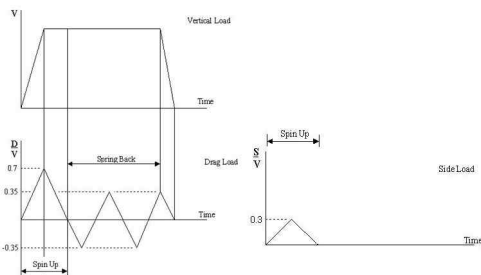 V
Vertical Load
Time
D
V
0.7
0.35
-0.35
Spring Back
Drag Load
Time
Spin Up
Spin Up
S
V
Side Load
0.3
Time